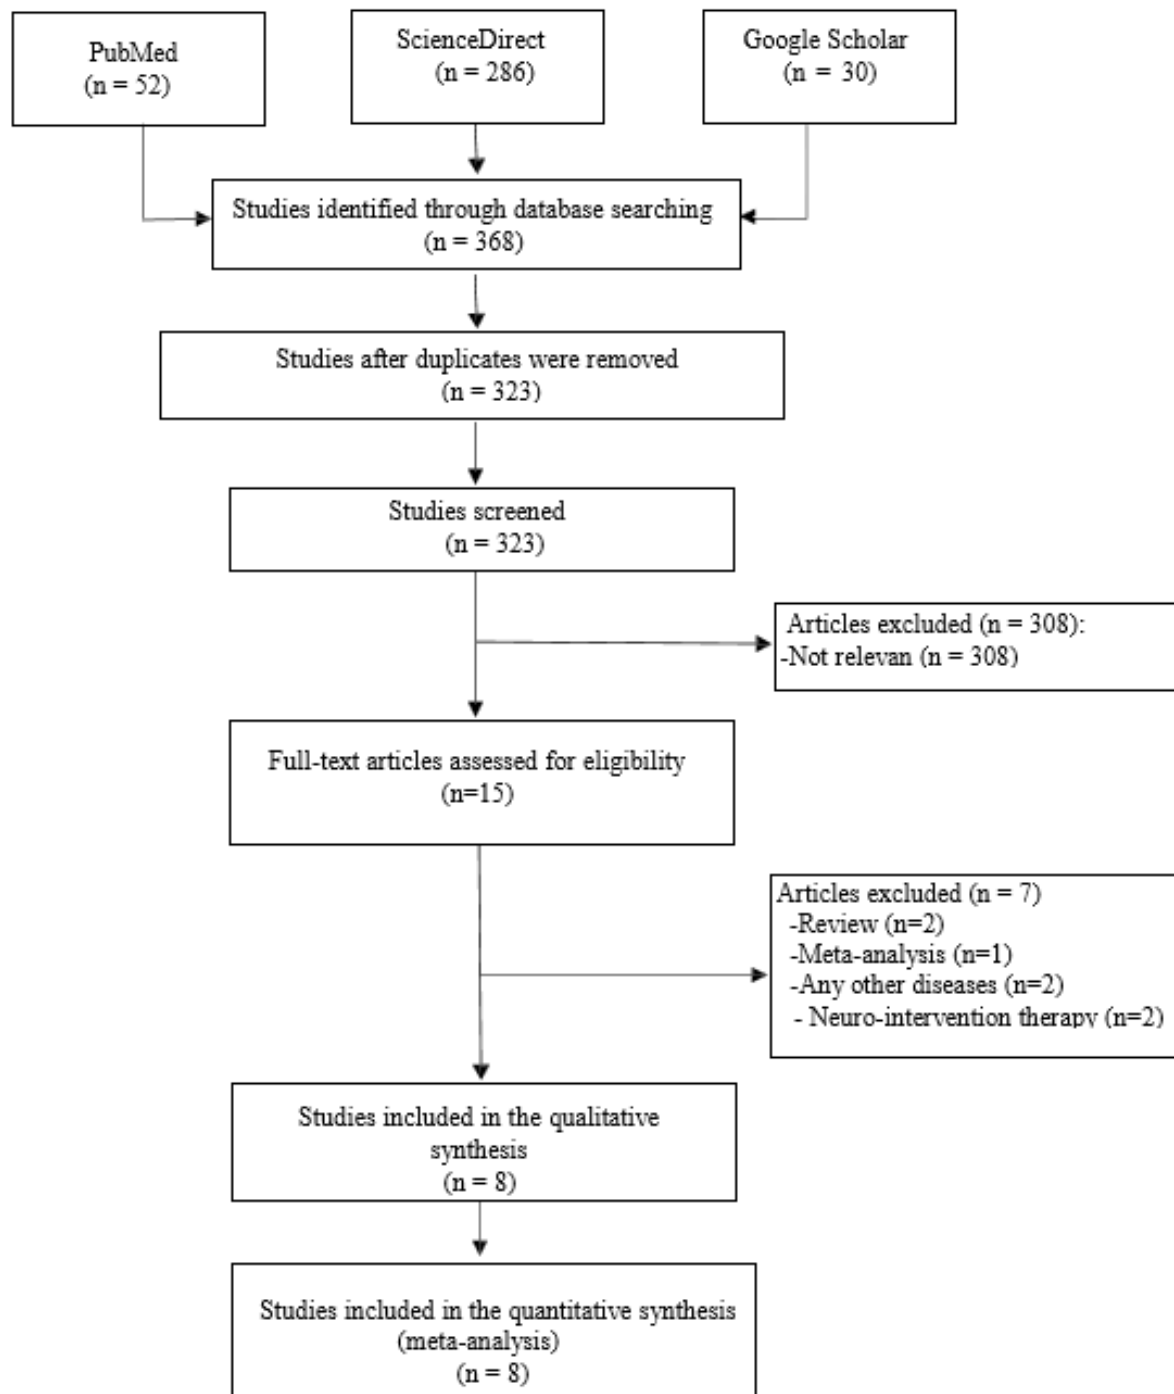 PubMed
(n = 52)
ScienceDirect
(n = 286)
Google Scholar
(n = 30)
Studies identified through database searching
(n = 368)
Studies after duplicates were removed
(n = 323)
Studies screened
(n = 323)
Articles excluded (n = 308):
-Not relevan (n = 308)
Full-text articles assessed for eligibility
(n=15)
Articles excluded (n = 7)
-Review (n=2)
-Meta-analysis (n=1)
-Any other diseases (n=2)
- Neuro-intervention therapy (n=2)
Studies included in the qualitative
synthesis
(n = 8)
Studies included in the quantitative synthesis
(meta-analysis)
(n = 8)